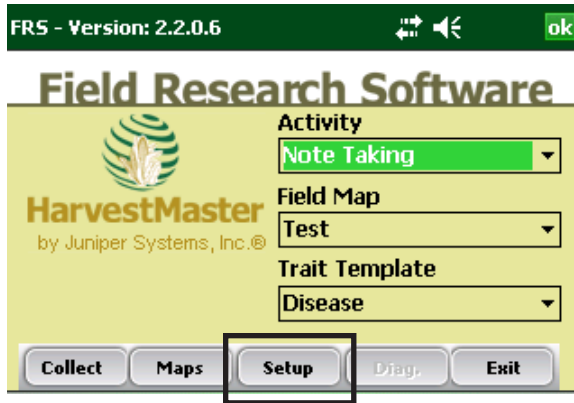 FRS - Version: 2.2.0.6
ok
Field Research Software
Activity
Note Taking
HarvestMaster
by Juniper Systems, Inc.®
Field Map
Test
Trait Template
Disease
Collect
Maps
Setup
Diag.
Exit